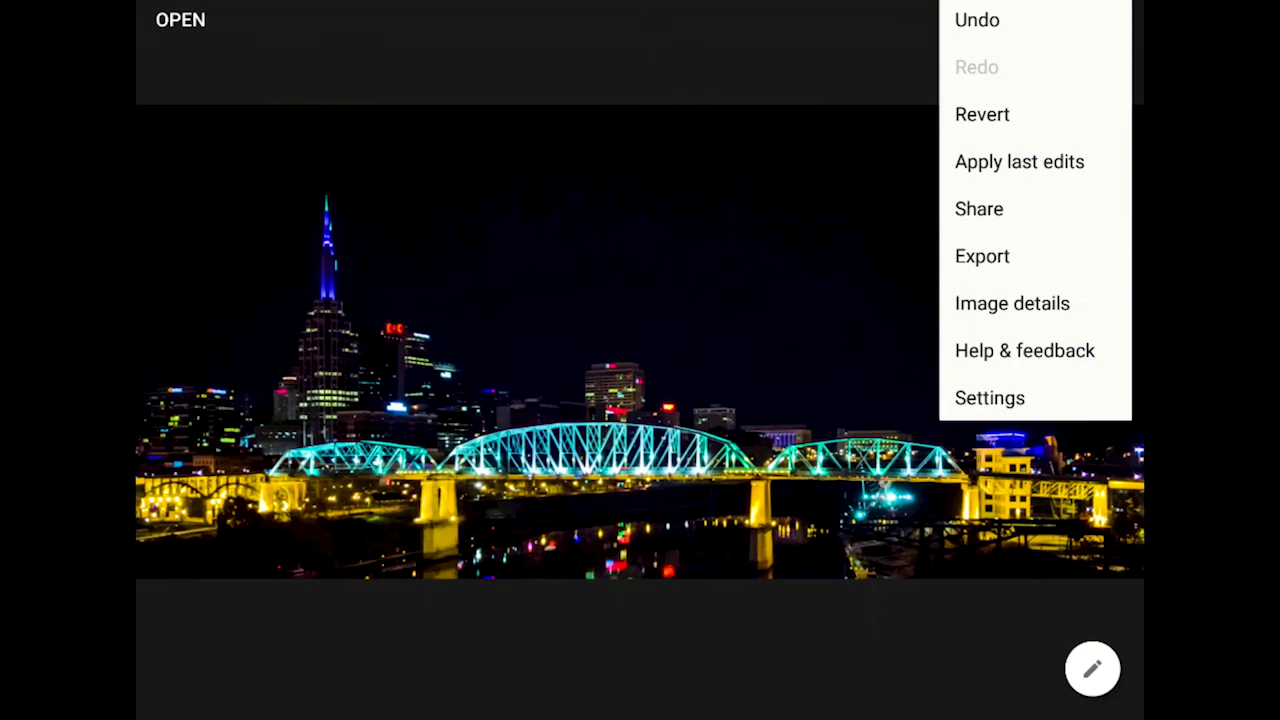 OPEN
Undo
Redo
Revert
Apply last edits
Share
Export
Image details
Help & feedback
Settings